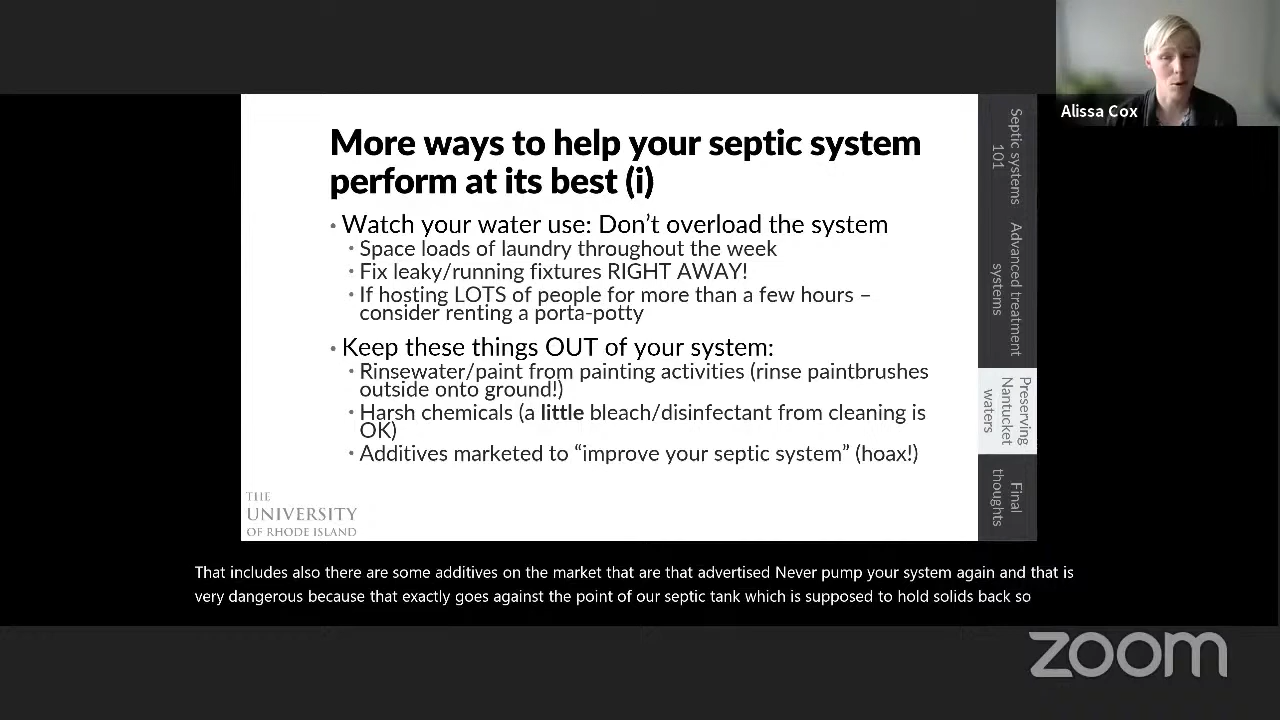 Alissa Cox
More ways to help your septic system
perform at its best (i)
• Watch your water use: Don't overload the system
• Space loads of laundry throughout the week
• Fix leaky/running fixtures RIGHT AWAY!
• If hosting LOTS of people for more than a few hours –
consider renting a porta-potty
• Keep these things OUT of your system:
• Rinsewater/paint from painting activities (rinse paintbrushes
outside onto ground!)
• Harsh chemicals (a little bleach/disinfectant from cleaning is
OK)
• Additives marketed to “improve your septic system” (hoax!)
THE
UNIVERSITY
OF RHODE ISLAND
Septic systems
101
Advanced treatment
systems
Preserving
Nantucket
waters
Final
thoughts
That includes also there are some additives on the market that are that advertised Never pump your system again and that is
very dangerous because that exactly goes against the point of our septic tank which is supposed to hold solids back so
zoom